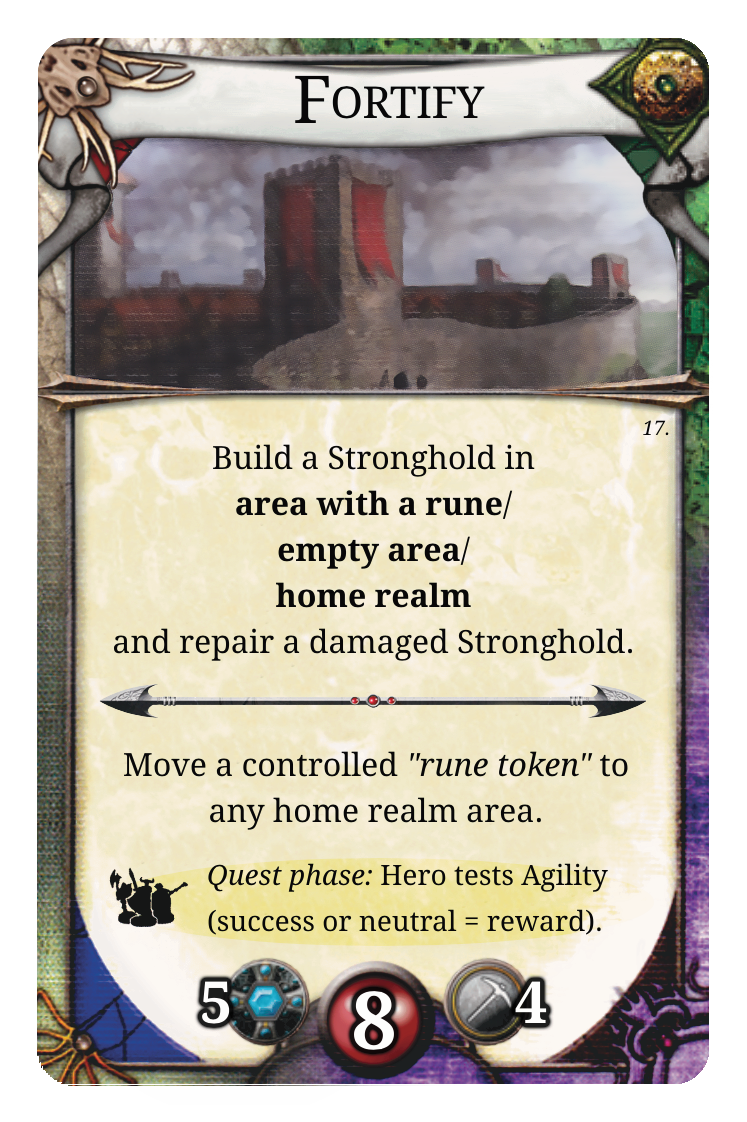 FORTIFY
17.
Build a Stronghold in
area with a rune/
empty area/
home realm
and repair a damaged Stronghold.
Move a controlled "rune token" to
any home realm area.
Quest phase: Hero tests Agility
(success or neutral = reward).
5 8 4